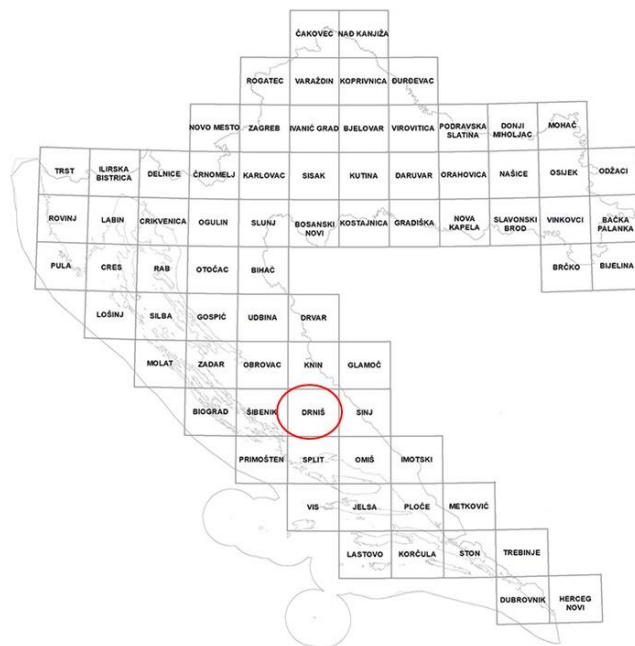 ČAKOVEC NAĐ KANJIŽA
ROGATEC VARAŽDIN KOPRIVNICA ĐURĐEVAC
NOVO MESTO ZAGREB IVANIĆ GRAD BJELOVAR VIROVITICA PODRAVSKA SLATINA DONJI MIHOLJAC MOHAČ
TRST ILIRSKA BISTRICA DELNICE ČRNOMELJ KARLOVAC SISAK KUTINA DARUVAR ORAHOVICA NAŠICE OSIJEK ODŽACI
ROVINJ LABIN CRIKVENICA OGULIN SLUNJ BOSANSKI NOVI KOSTAJNICA GRADIŠKA NOVA KAPELA SLAVONSKI BROD VINKOVCI BAČKA PALANKA
PULA CRES RAB OTOČAC BIHAĆ BRČKO BIJELINA
LOŠINJ SILBA GOSPIĆ UDBINA DRVAR
MOLAT ZADAR OBROVAC KNIN GLAMOČ
BIOGRAD ŠIBENIK DRNIŠ SINJ
PRIMOŠTEN SPLIT OMIŠ IMOTSKI
VIS JELSA PLOČE METKOVIĆ
LASTOVO KORČULA STON TREBINJE
DUBROVNIK HERCEG NOVI